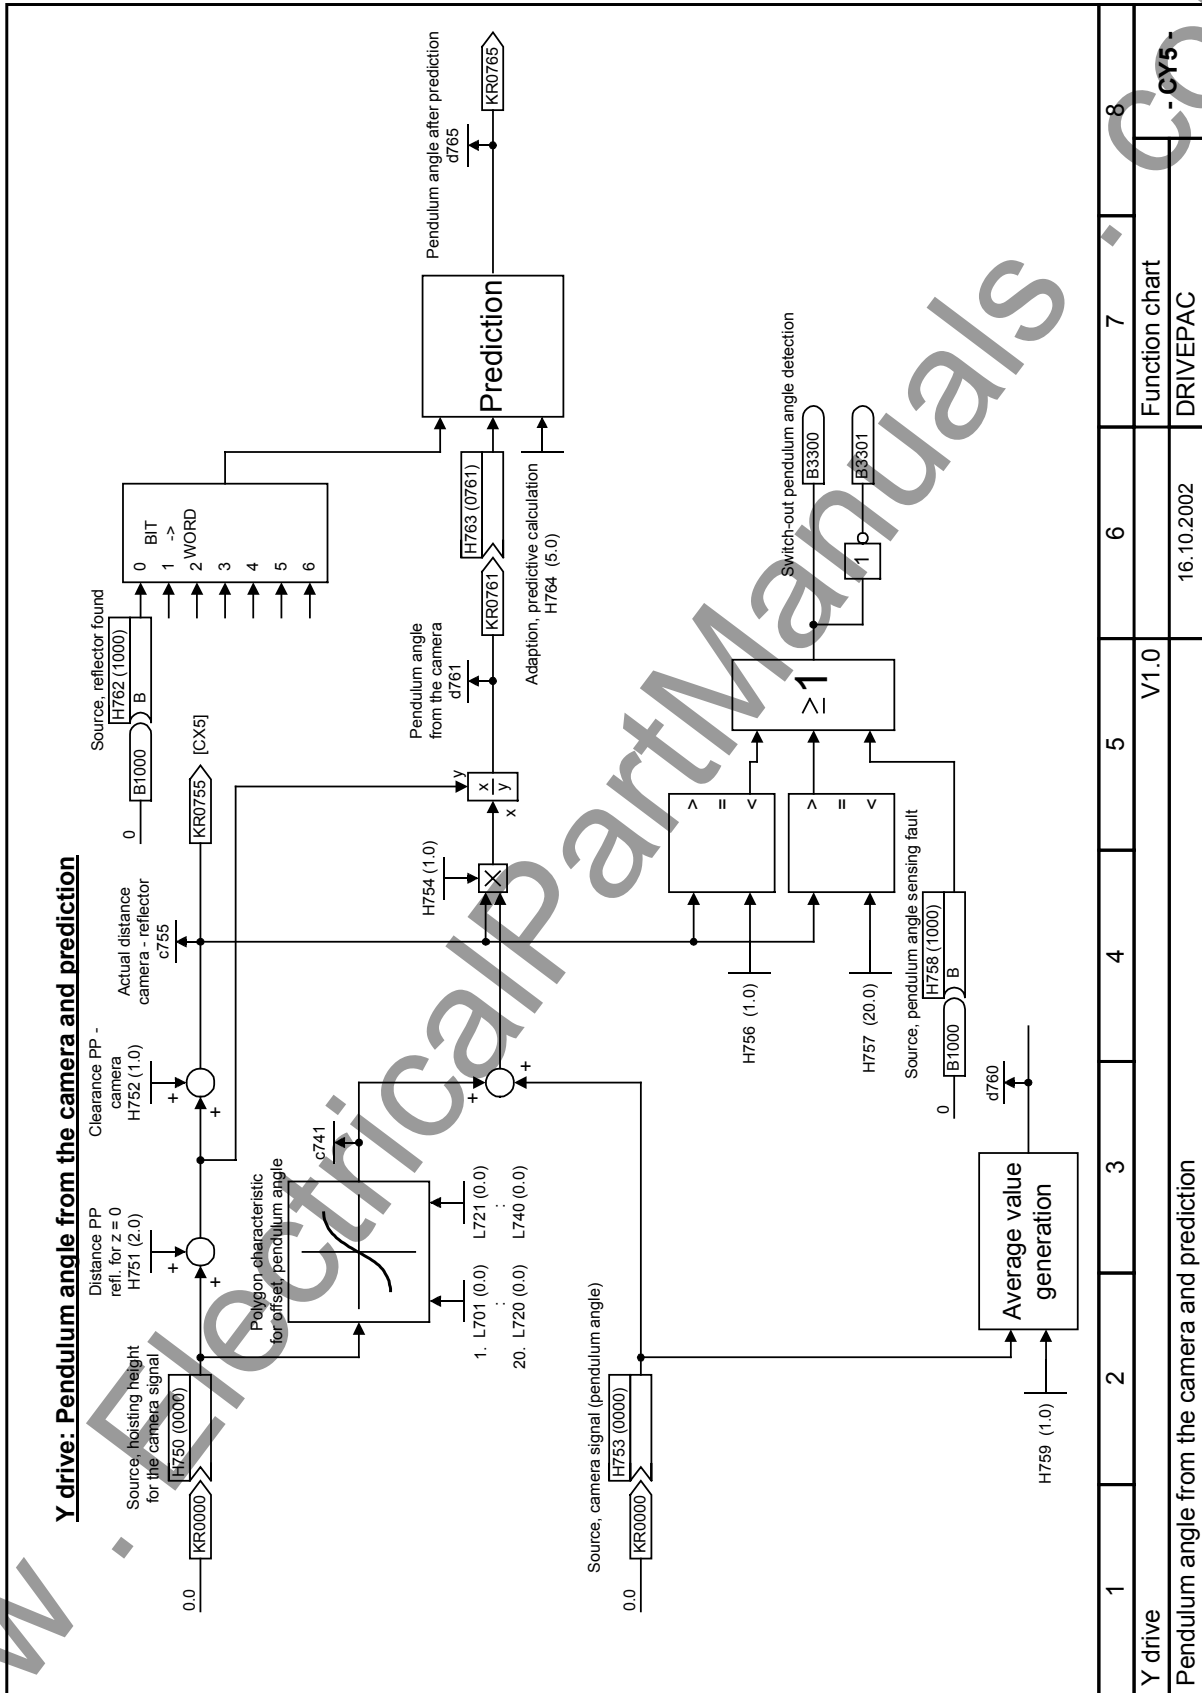 Y drive: Pendulum angle from the camera and prediction
Source, hoisting height
for the camera signal
H750 (0000)
KR0000
0.0
Distance PP
refl. for z = 0
H751 (2.0)
+
+
Clearance PP -
camera
H752 (1.0)
+
+
Actual distance
camera - reflector
c755
KR0755
[CX5]
Source, reflector found
H762 (1000)
B1000
B
0
0
1
2
3
4
5
6
BIT
->
WORD
Polygon characteristic
for offset, pendulum angle
c741
1. L701 (0.0)
:
20. L720 (0.0)
L721 (0.0)
:
L740 (0.0)
Source, camera signal (pendulum angle)
H753 (0000)
KR0000
0.0
+
+
H754 (1.0)
x
y
x
y
Pendulum angle
from the camera
d761
KR0761
H763 (0761)
Adaption, predictive calculation
H764 (5.0)
Prediction
Pendulum angle after prediction
d765
KR0765
H756 (1.0)
>
=
<
H757 (20.0)
>
=
<
Source, pendulum angle sensing fault
H758 (1000)
B1000
B
0
≥1
Switch-out pendulum angle detection
B3300
1
B3301
H759 (1.0)
Average value
generation
d760
1 2 3 4 5 6 7 8
Y drive
V1.0
Function chart
- CY5 -
Pendulum angle from the camera and prediction
16.10.2002
DRIVEPAC
w . ElectricalPartManuals . co